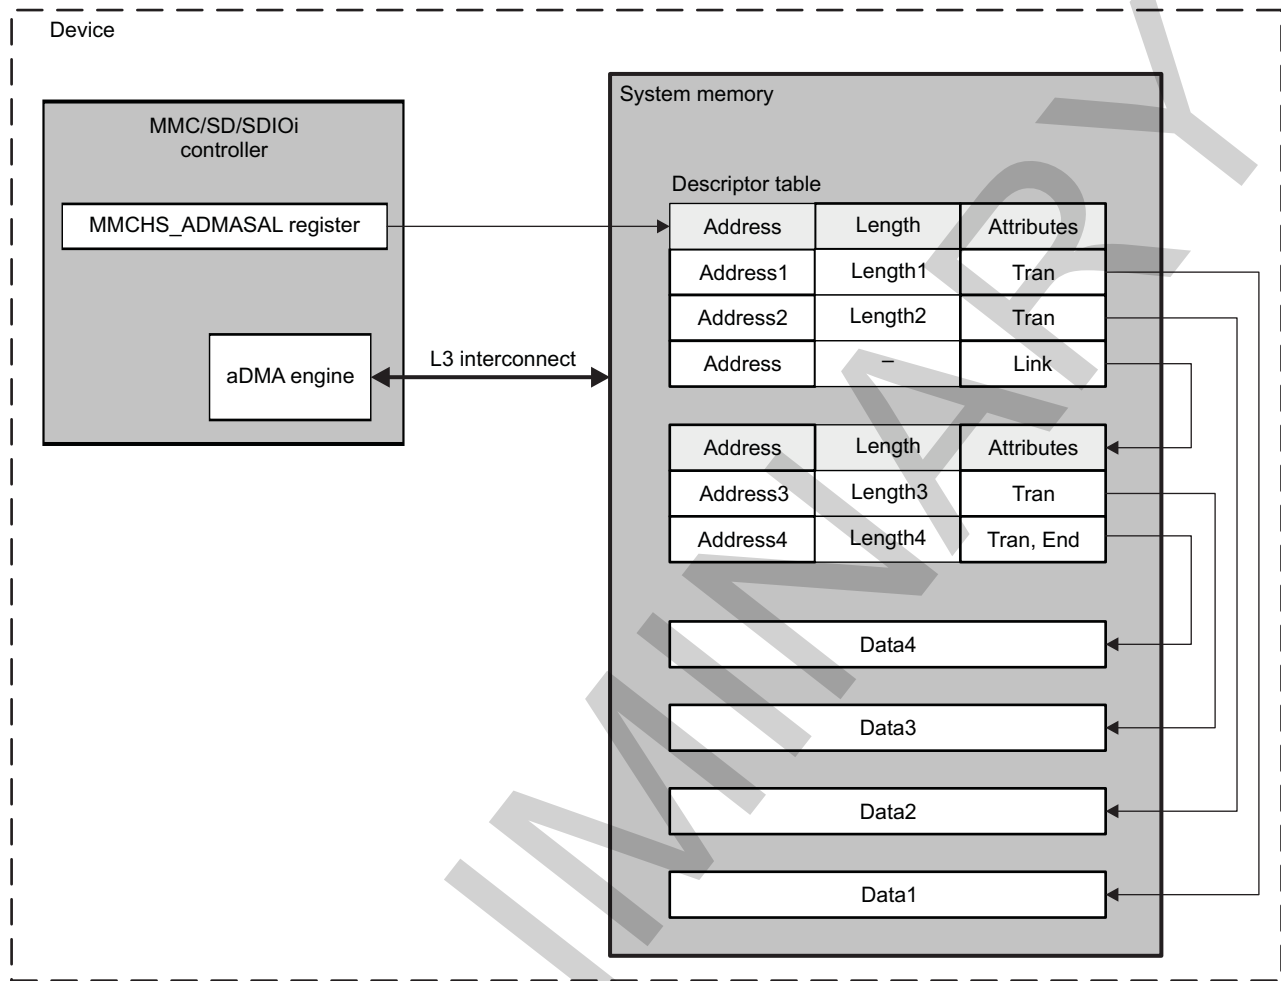 Device
MMC/SD/SDIOi
controller
MMCHS_ADMASAL register
aDMA engine
L3 interconnect
System memory
Descriptor table
Address Length Attributes
Address1 Length1 Tran
Address2 Length2 Tran
Address – Link
Address Length Attributes
Address3 Length3 Tran
Address4 Length4 Tran, End
Data4
Data3
Data2
Data1
IMINARY